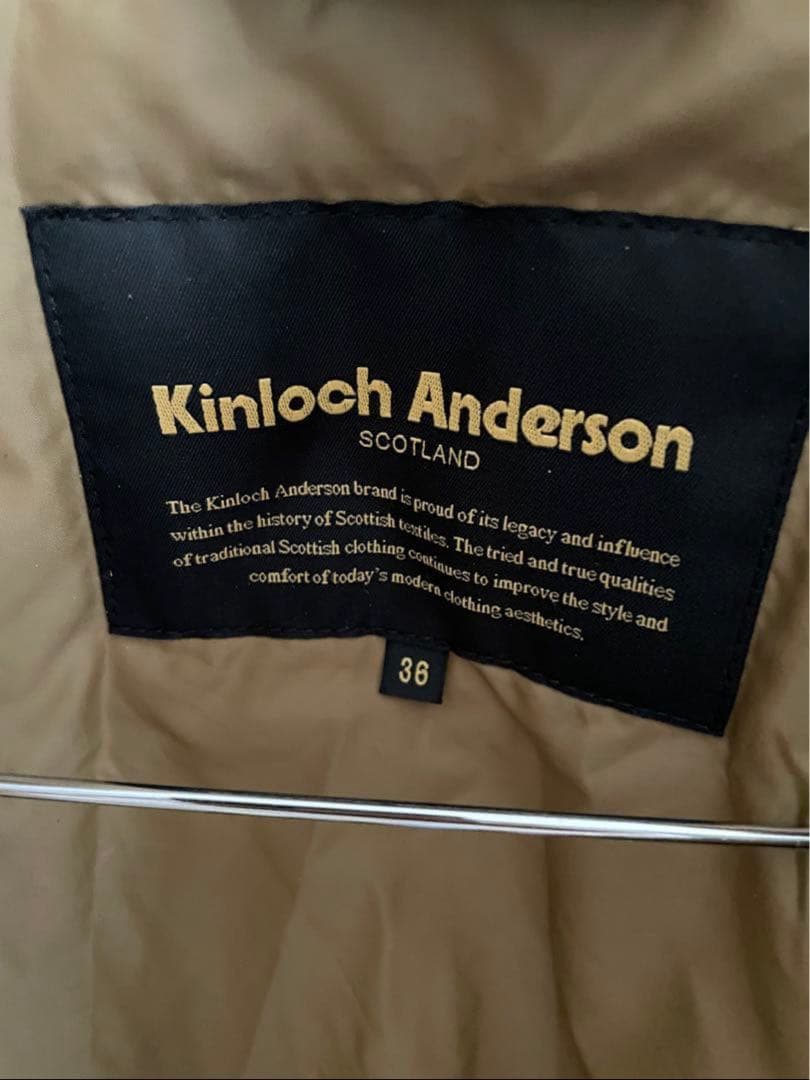 Kinloch Anderson
SCOTLAND
The Kinloch Anderson brand is proud of its legacy and influence
within the history of Scottish textiles. The tried and true qualities
of traditional Scottish clothing continues to improve the style and
comfort of today's modern clothing aesthetics.
36